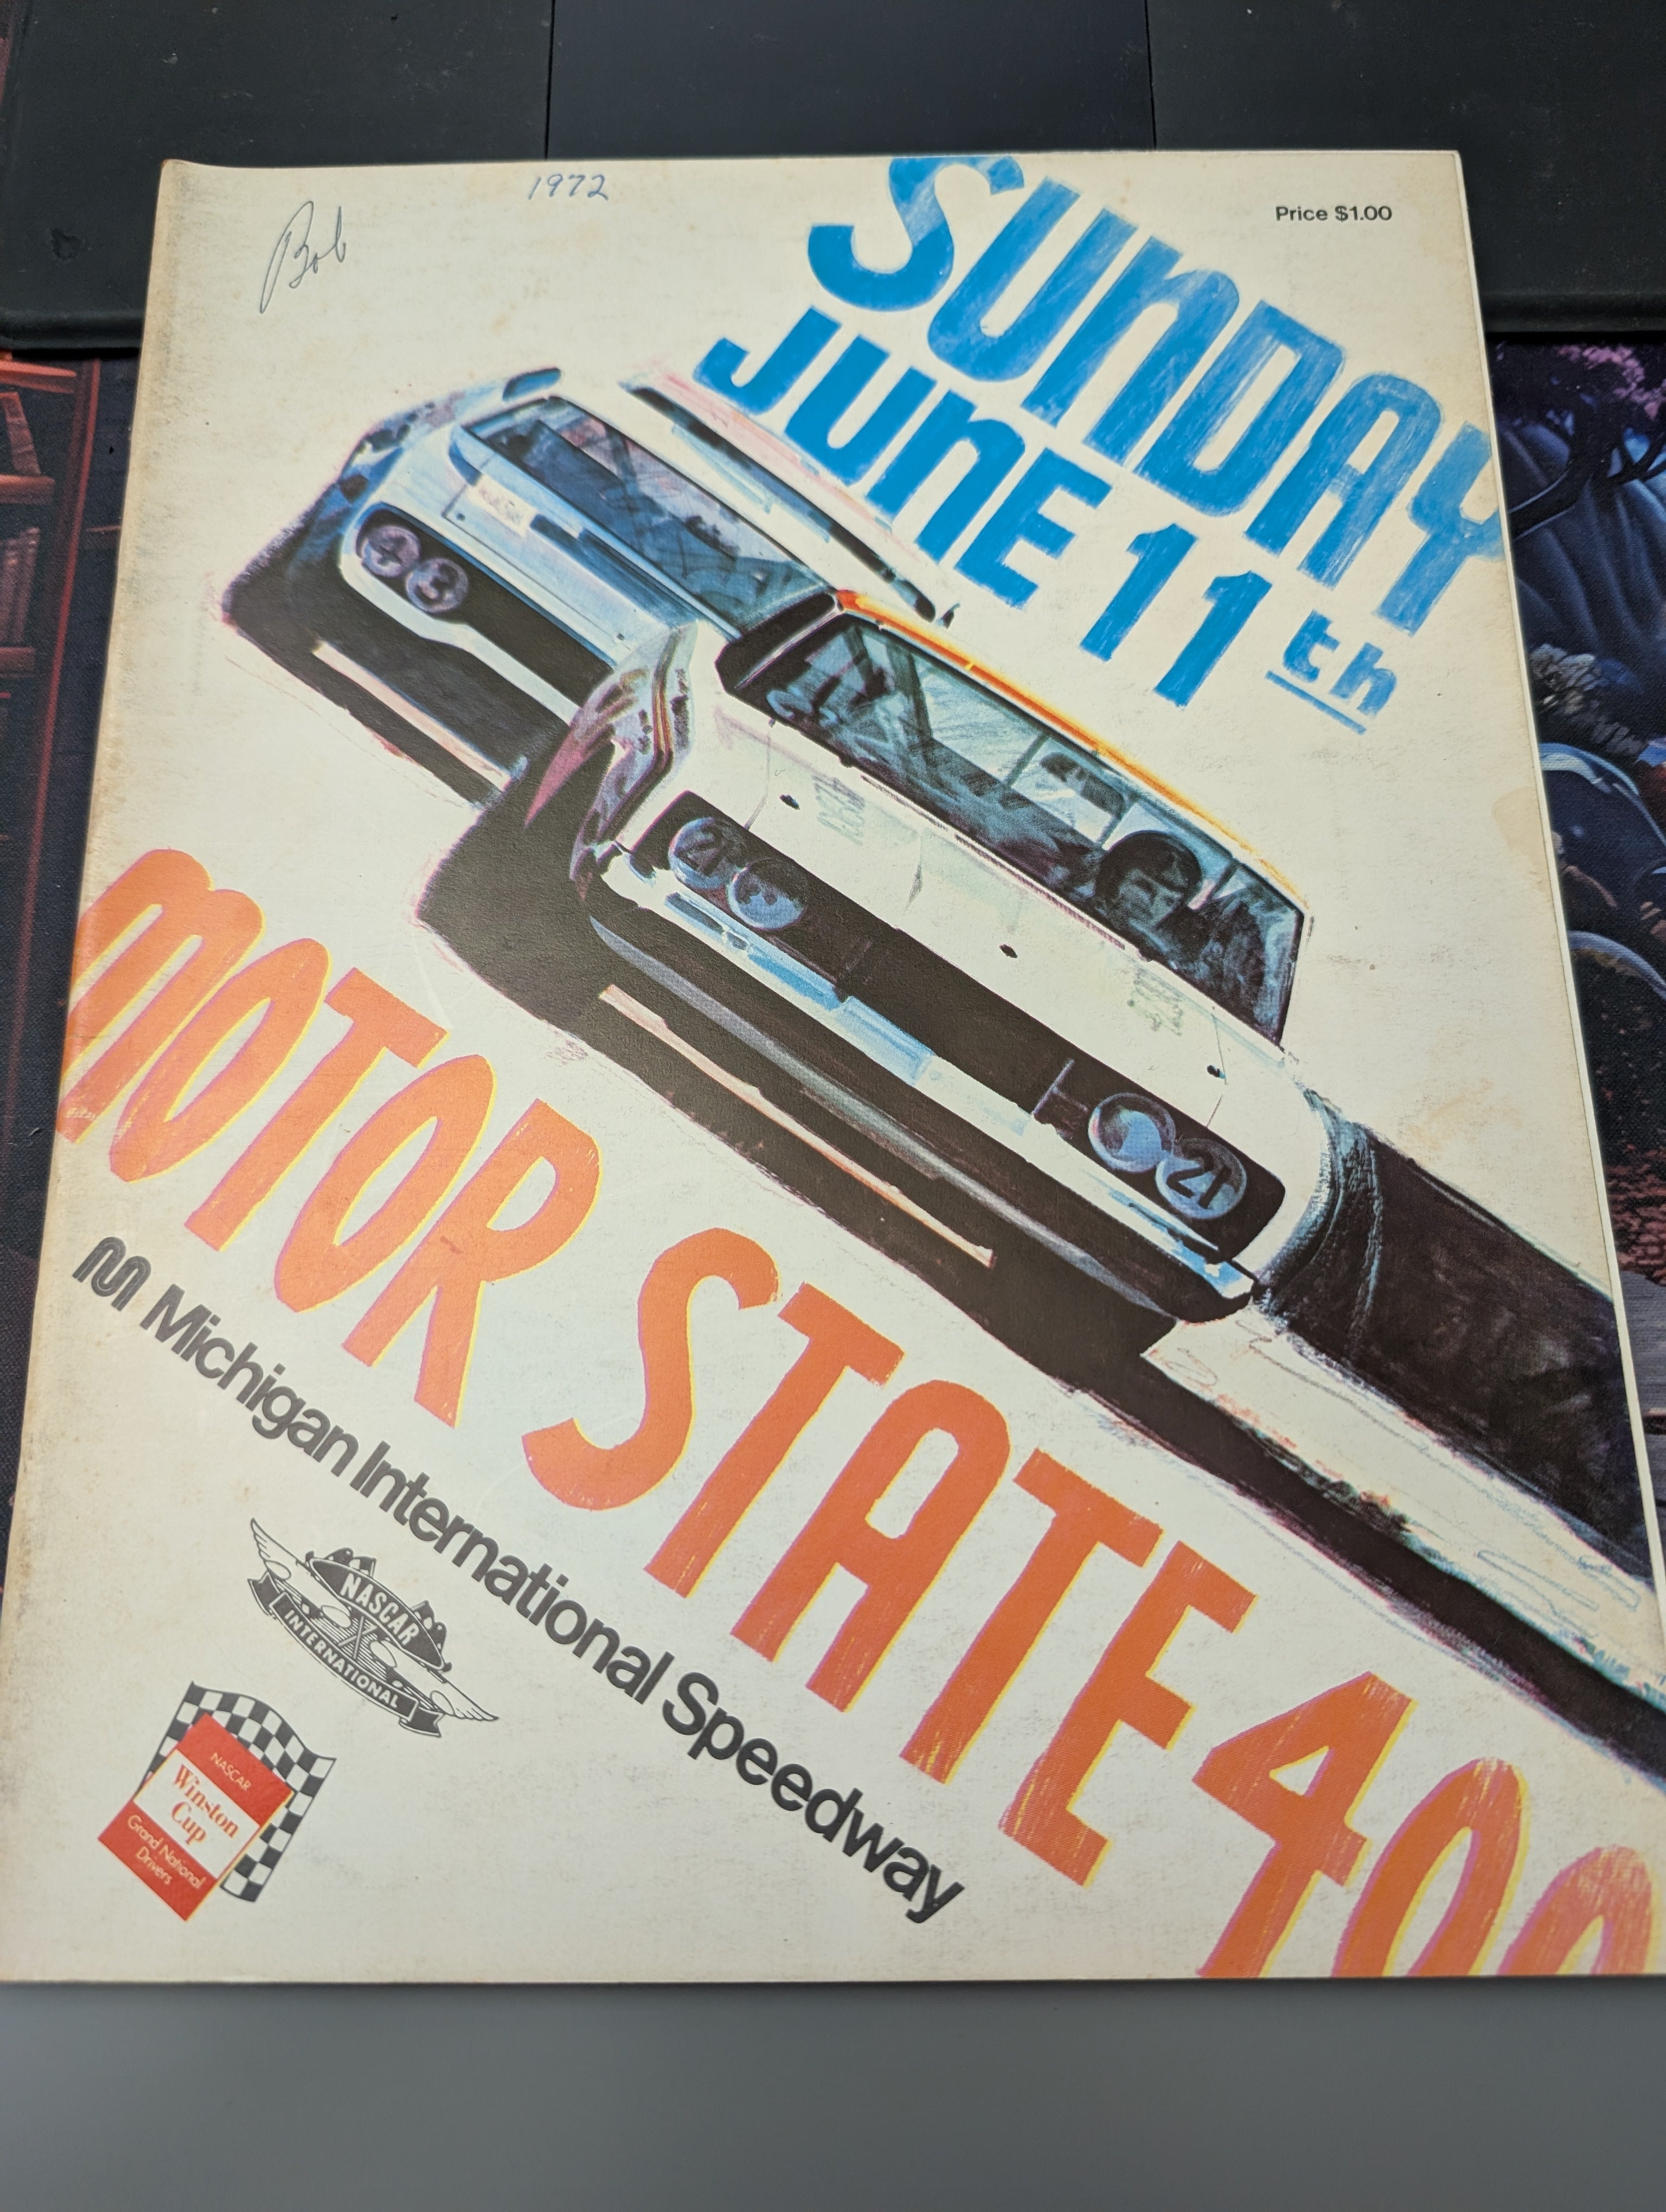 1972
Bob
Price $1.00
SUNDAY
JUNE 11th
48
21
21
MOTOR STATE 400
Michigan International Speedway
NASCAR
INTERNATIONAL
NASCAR
Winston
Cup
Grand National
Drivers